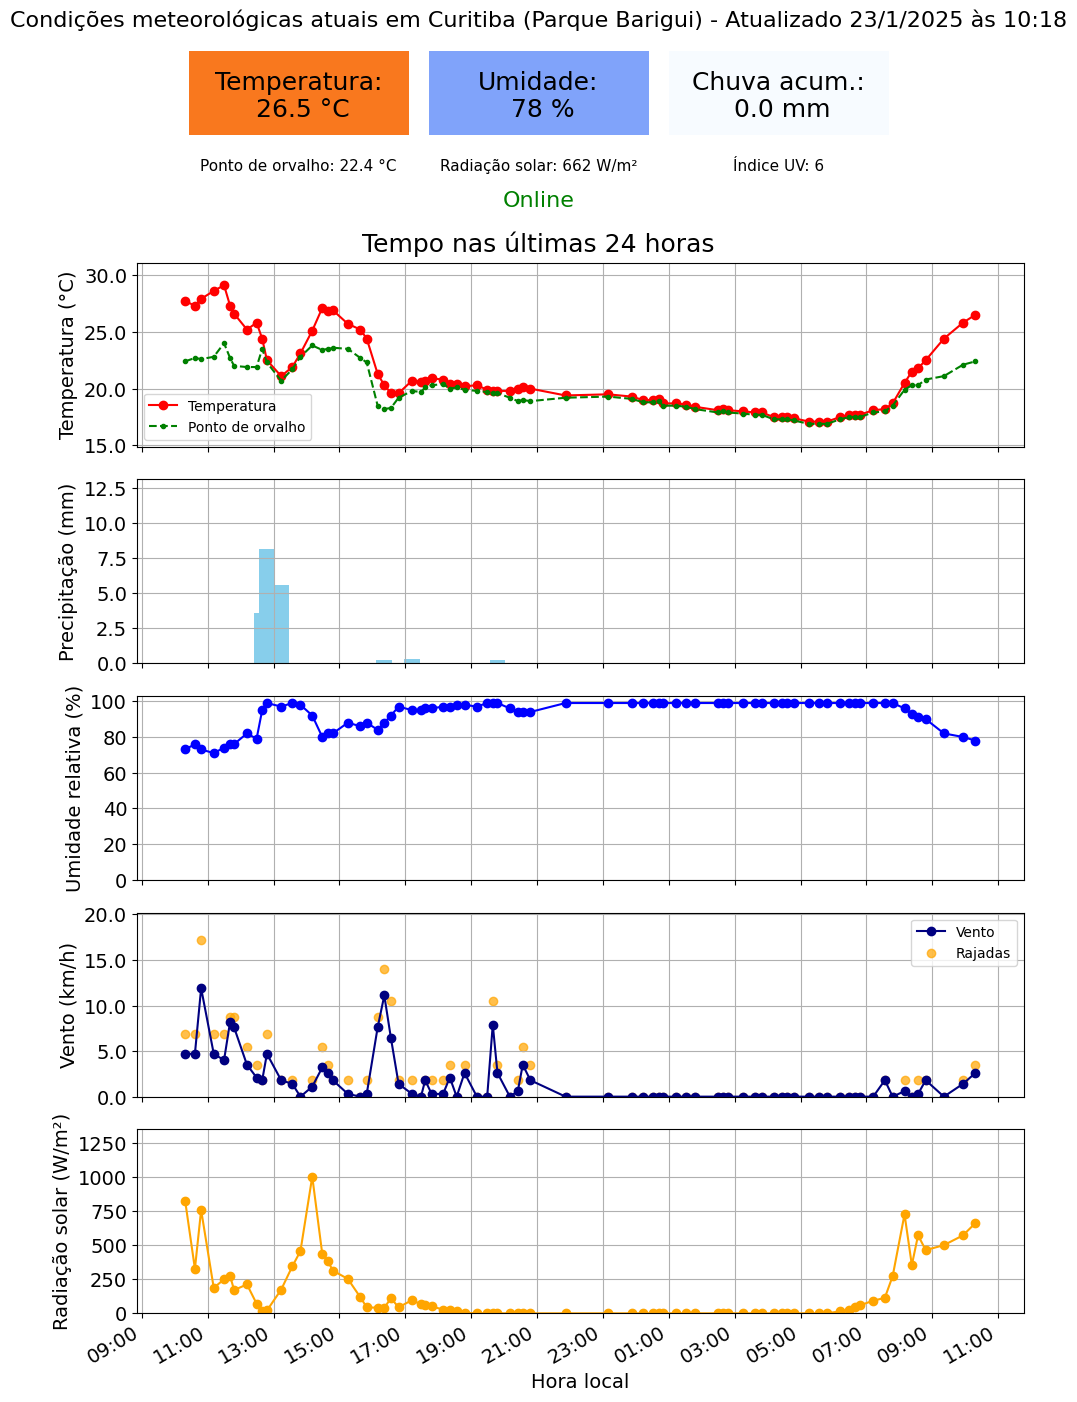 Condições meteorológicas atuais em Curitiba (Parque Barigui) - Atualizado 23/1/2025 às 10:18
Temperatura:
26.5 °C
Umidade:
78 %
Chuva acum.:
0.0 mm
Ponto de orvalho: 22.4 °C
Radiação solar: 662 W/m²
Índice UV: 6
Online
Tempo nas últimas 24 horas
Temperatura (°C)
30.0
25.0
20.0
15.0
Temperatura
Ponto de orvalho
Precipitação (mm)
12.5
10.0
7.5
5.0
2.5
0.0
Umidade relativa (%)
100
80
60
40
20
0
Vento (km/h)
20.0
15.0
10.0
5.0
0.0
Vento
Rajadas
Radiação solar (W/m²)
1250
1000
750
500
250
0
09:00
11:00
13:00
15:00
17:00
19:00
21:00
23:00
01:00
03:00
05:00
07:00
09:00
11:00
Hora local